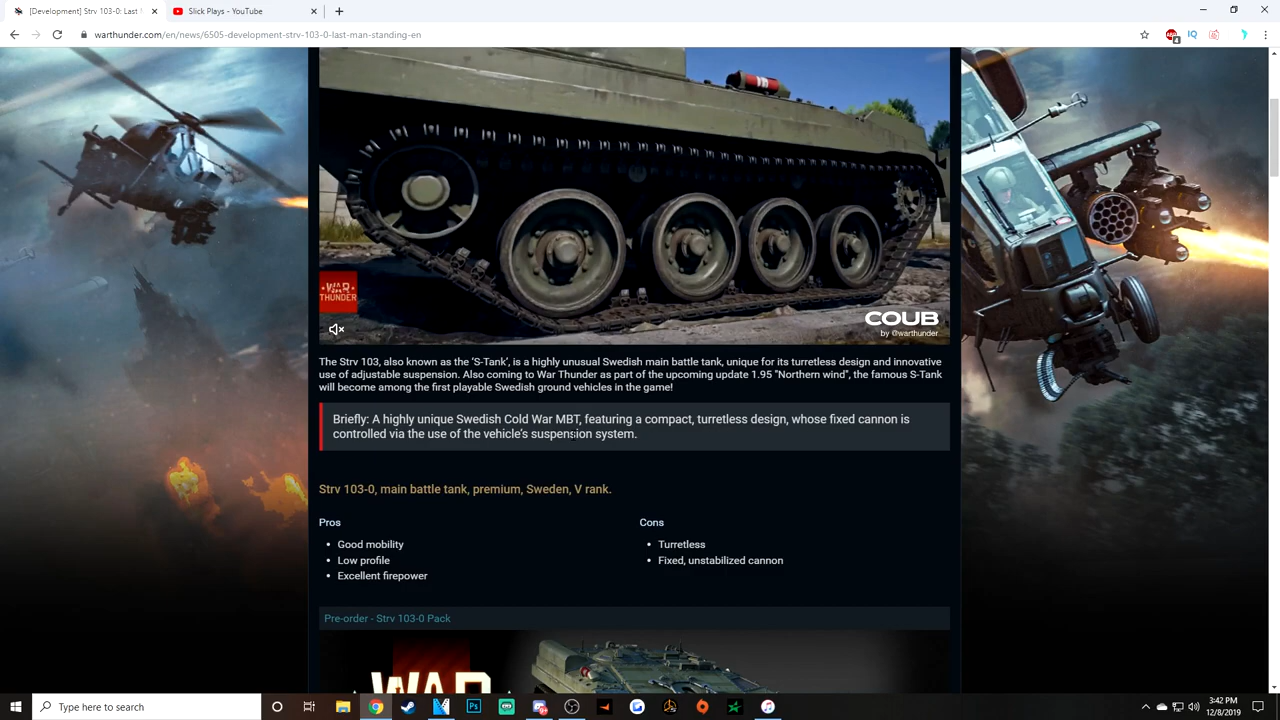 [Development] Strv 103-0: Last
Slick Plays - YouTube
warthunder.com/en/news/6505-development-strv-103-0-last-man-standing-en
IQ
WAR
THUNDER
COUB
by @warthunder
The Strv 103, also known as the ‘S-Tank’, is a highly unusual Swedish main battle tank, unique for its turretless design and innovative
use of adjustable suspension. Also coming to War Thunder as part of the upcoming update 1.95 "Northern wind", the famous S-Tank
will become among the first playable Swedish ground vehicles in the game!
Briefly: A highly unique Swedish Cold War MBT, featuring a compact, turretless design, whose fixed cannon is
controlled via the use of the vehicle’s suspension system.
Strv 103-0, main battle tank, premium, Sweden, V rank.
Pros
Good mobility
Low profile
Excellent firepower
Cons
Turretless
Fixed, unstabilized cannon
Pre-order - Strv 103-0 Pack
WAR
Type here to search
Ps
3:42 PM
12/8/2019